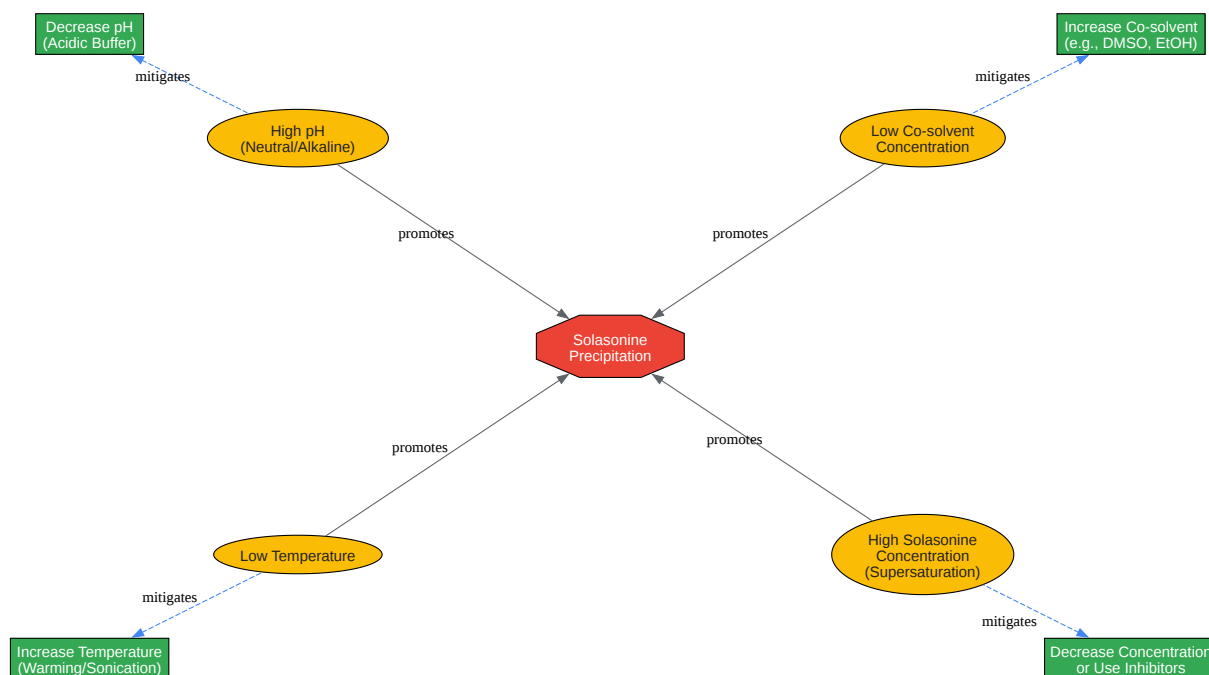 Decrease pH
(Acidic Buffer)
Increase Co-solvent
(e.g., DMSO, EtOH)
mitigates
mitigates
High pH
(Neutral/Alkaline)
Low Co-solvent
Concentration
promotes
promotes
Solasonine
Precipitation
promotes
promotes
Low Temperature
High Solasonine
Concentration
(Supersaturation)
mitigates
mitigates
Increase Temperature
(Warming/Sonication)
Decrease Concentration
or Use Inhibitors